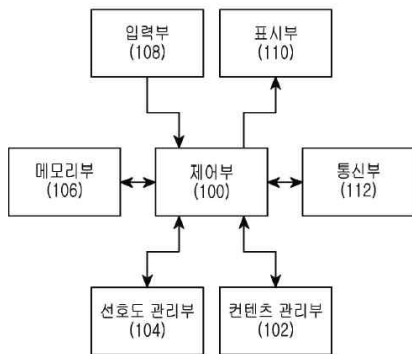 입력부
(108)
표시부
(110)
메모리부
(106)
제어부
(100)
통신부
(112)
선호도 관리부
(104)
컨텐츠 관리부
(102)